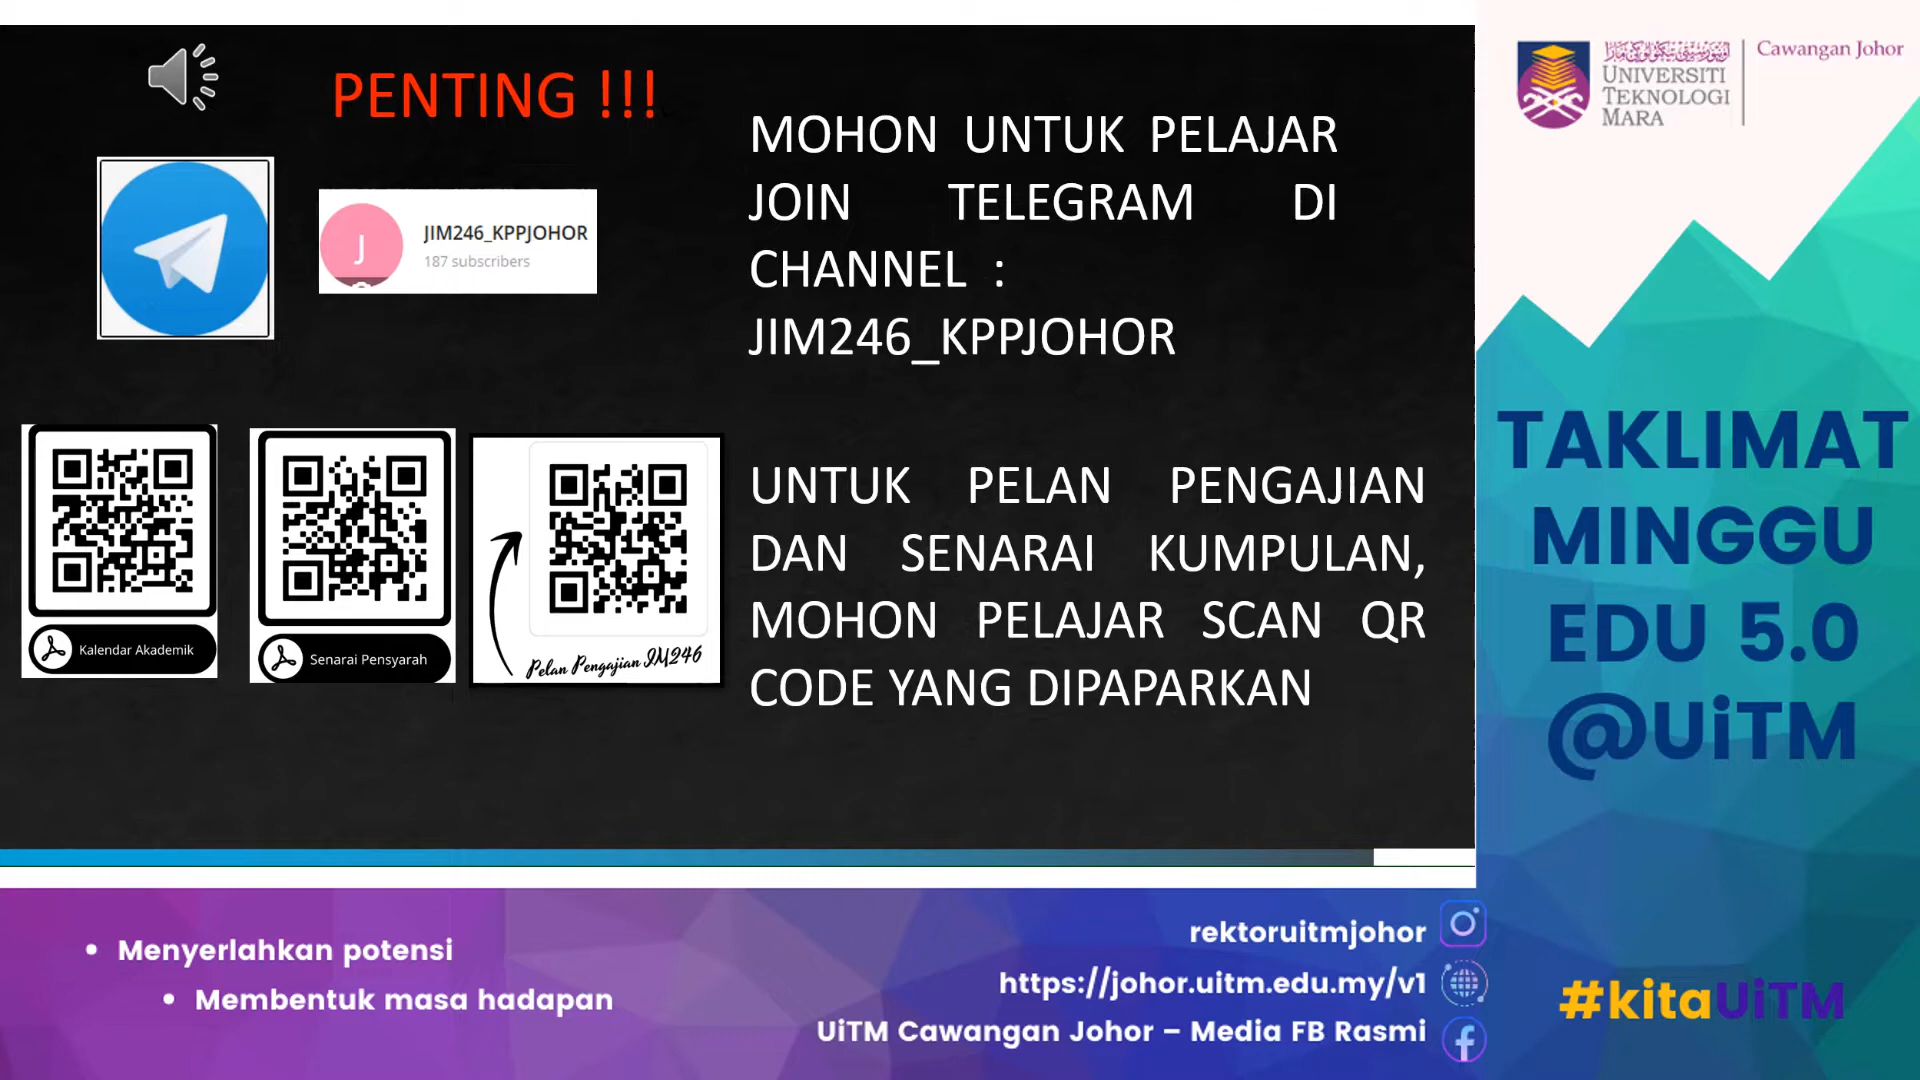 PENTING !!!
J
JIM246_KPPJOHOR
187 subscribers
MOHON UNTUK PELAJAR
JOIN TELEGRAM DI
CHANNEL :
JIM246_KPPJOHOR
Kalendar Akademik
Senarai Pensyarah
Pelan Pengajian IM246
UNTUK PELAN PENGAJIAN
DAN SENARAI KUMPULAN,
MOHON PELAJAR SCAN QR
CODE YANG DIPAPARKAN
UNIVERSITI
TEKNOLOGI
MARA
Cawangan Johor
TAKLIMAT
MINGGU
EDU 5.0
@UiTM
• Menyerlahkan potensi
• Membentuk masa hadapan
rektoruitmjohor
https://johor.uitm.edu.my/v1
UiTM Cawangan Johor – Media FB Rasmi
#kitaUiTM